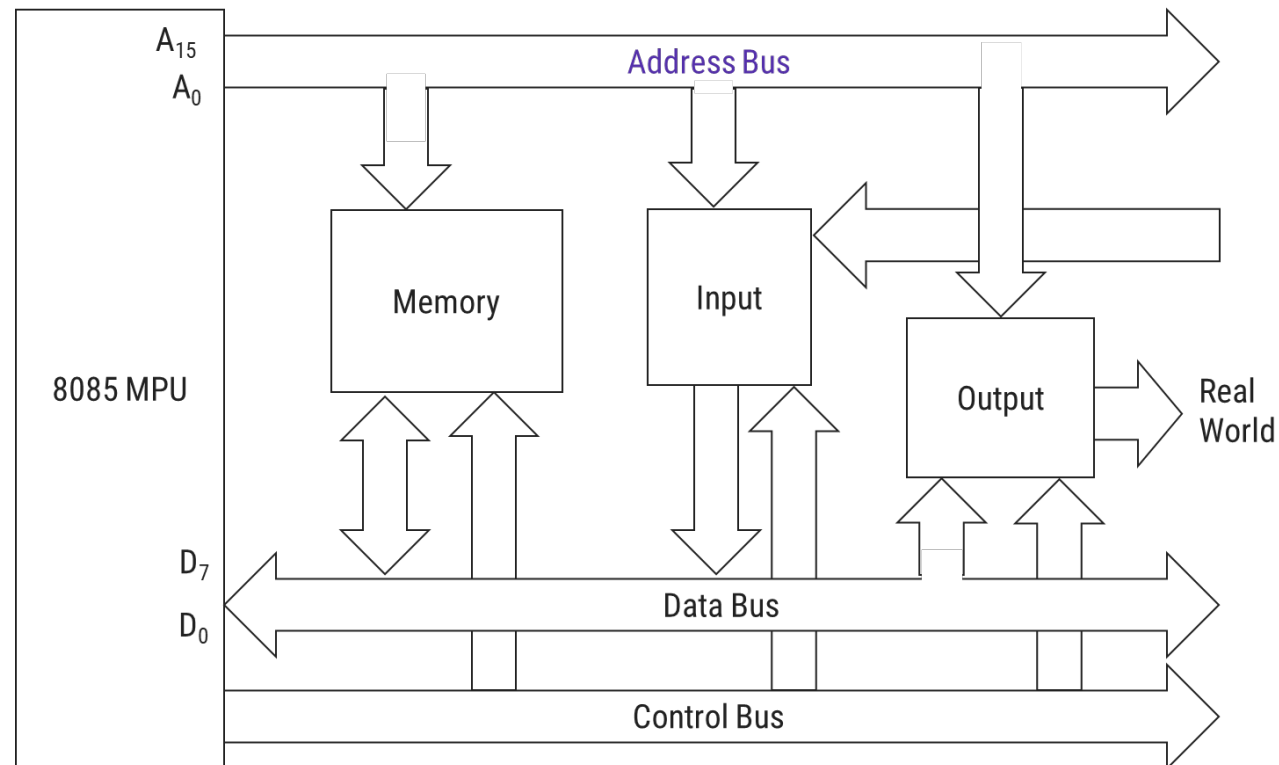 A15
Address Bus
A0
Memory
Input
8085 MPU
Output
Real
World
D7
Data Bus
D0
Control Bus